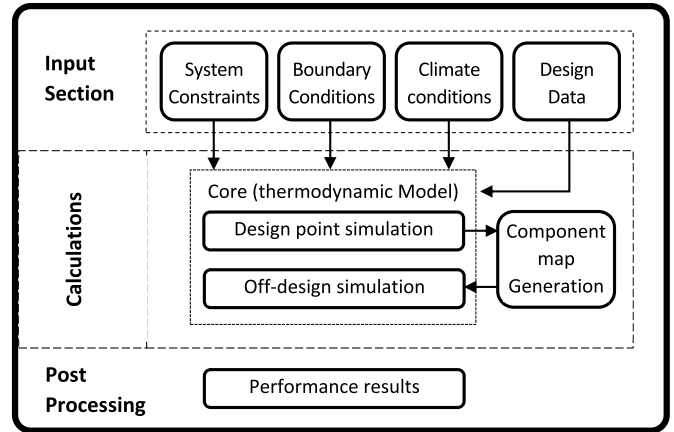 Input
Section
System
Constraints
Boundary
Conditions
Climate
conditions
Design
Data
Calculations
Core (thermodynamic Model)
Design point simulation
Off-design simulation
Component
map
Generation
Post
Processing
Performance results